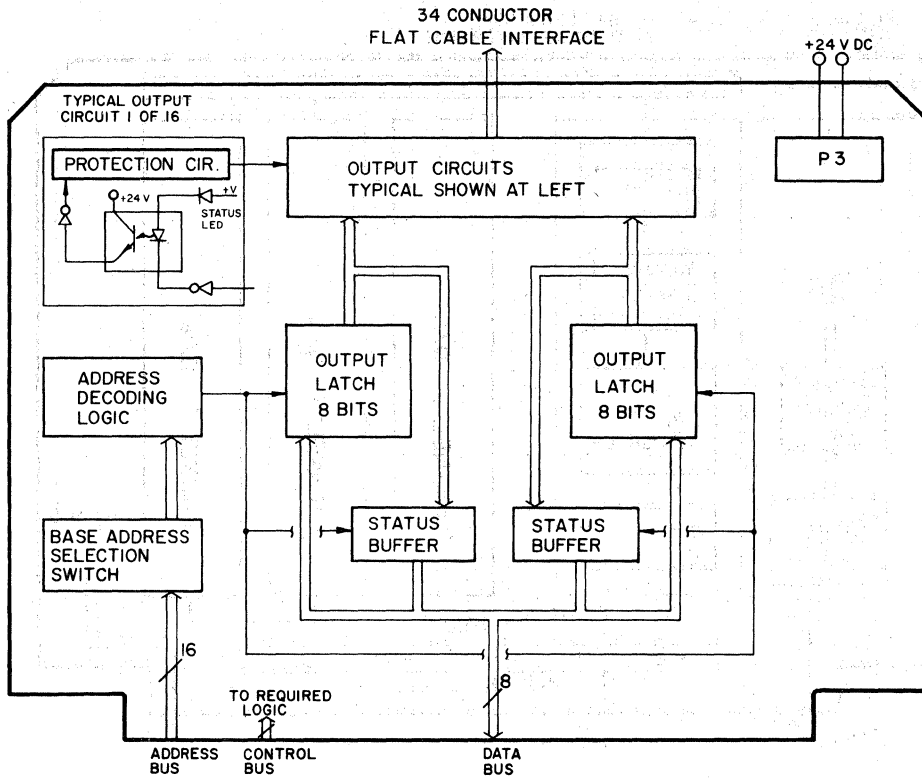 34 CONDUCTOR
FLAT CABLE INTERFACE
+24 V DC
TYPICAL OUTPUT
CIRCUIT 1 OF 16
PROTECTION CIR.
+24 V
+V
STATUS
LED
OUTPUT CIRCUITS
TYPICAL SHOWN AT LEFT
P 3
ADDRESS
DECODING
LOGIC
OUTPUT
LATCH
8 BITS
OUTPUT
LATCH
8 BITS
BASE ADDRESS
SELECTION
SWITCH
STATUS
BUFFER
STATUS
BUFFER
16
TO REQUIRED
LOGIC
8
ADDRESS
BUS
CONTROL
BUS
DATA
BUS